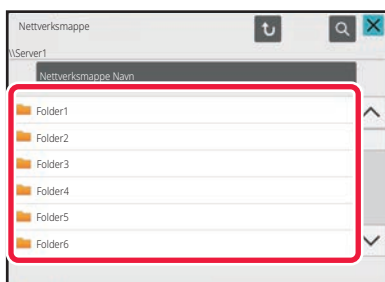 Nettverksmappe
\\Server1
Nettverksmappe Navn
Folder1
Folder2
Folder3
Folder4
Folder5
Folder6